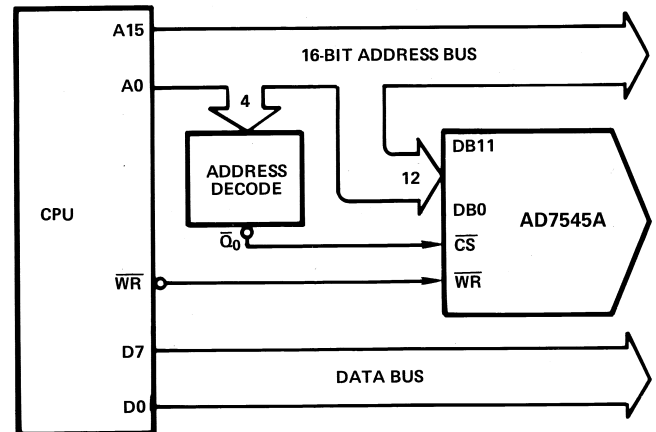 A15
16-BIT ADDRESS BUS
A0
4
DB11
ADDRESS
DECODE
12
CPU
DB0
AD7545A
Q̅0
C̅S̅
W̅R̅
W̅R̅
D7
DATA BUS
D0